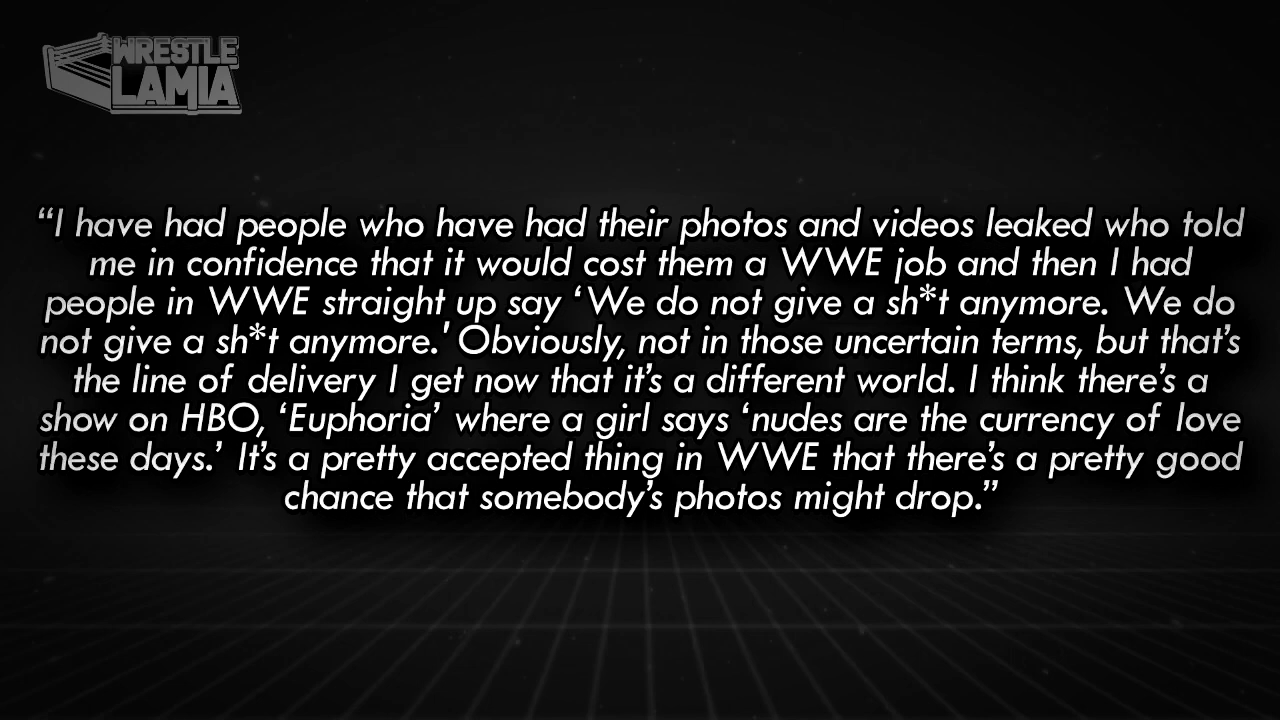 WRESTLE
LAMIA
“I have had people who have had their photos and videos leaked who told
me in confidence that it would cost them a WWE job and then I had
people in WWE straight up say ‘We do not give a sh*t anymore. We do
not give a sh*t anymore.' Obviously, not in those uncertain terms, but that’s
the line of delivery I get now that it’s a different world. I think there’s a
show on HBO, ‘Euphoria’ where a girl says ‘nudes are the currency of love
these days.’ It’s a pretty accepted thing in WWE that there’s a pretty good
chance that somebody’s photos might drop.”